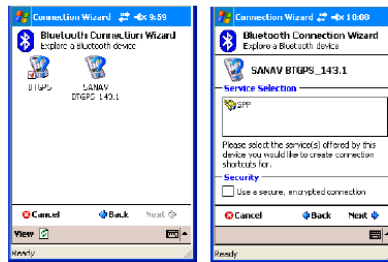 Connection Wizard 9:59
Bluetooth Connection Wizard
Explore a Bluetooth device
BTGPS
SANAV
BTGPS_143.1
Cancel Back Next
View
Ready
Connection Wizard 10:00
Bluetooth Connection Wizard
Explore a Bluetooth device
SANAV BTGPS_143.1
Service Selection
SPP
Please select the service(s) offered by this
device you would like to create connection
shortcuts for.
Security
Use a secure, encrypted connection
Cancel Back Next
Ready